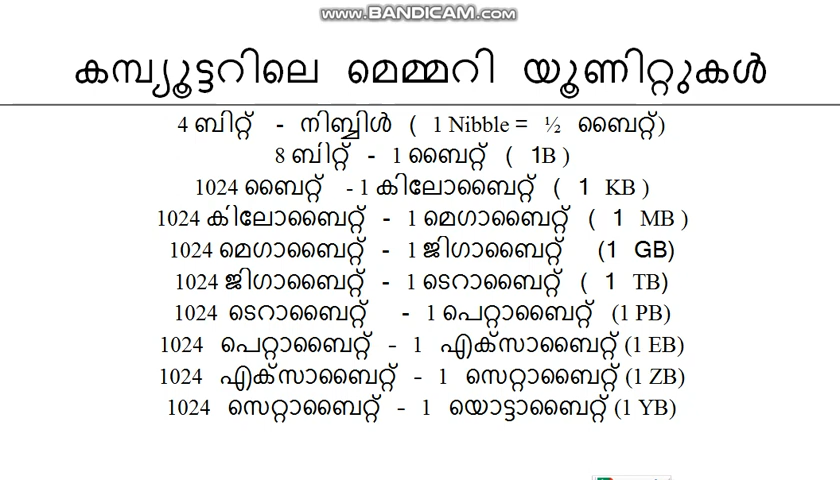 www.BANDICAM.com
കമ്പ്യൂട്ടറിലെ മെമ്മറി യൂണിറ്റുകൾ
4 ബിറ്റ് - നിബ്ബിൾ ( 1 Nibble = ½ ബൈറ്റ്)
8 ബിറ്റ് - 1 ബൈറ്റ് ( 1B )
1024 ബൈറ്റ് - 1 കിലോബൈറ്റ് ( 1 KB )
1024 കിലോബൈറ്റ് - 1 മെഗാബൈറ്റ് ( 1 MB )
1024 മെഗാബൈറ്റ് - 1 ജിഗാബൈറ്റ് (1 GB)
1024 ജിഗാബൈറ്റ് - 1 ടെറാബൈറ്റ് ( 1 TB)
1024 ടെറാബൈറ്റ് - 1 പെറ്റാബൈറ്റ് (1 PB)
1024 പെറ്റാബൈറ്റ് - 1 എക്സാബൈറ്റ് (1 EB)
1024 എക്സാബൈറ്റ് - 1 സെറ്റാബൈറ്റ് (1 ZB)
1024 സെറ്റാബൈറ്റ് - 1 യൊട്ടാബൈറ്റ് (1 YB)